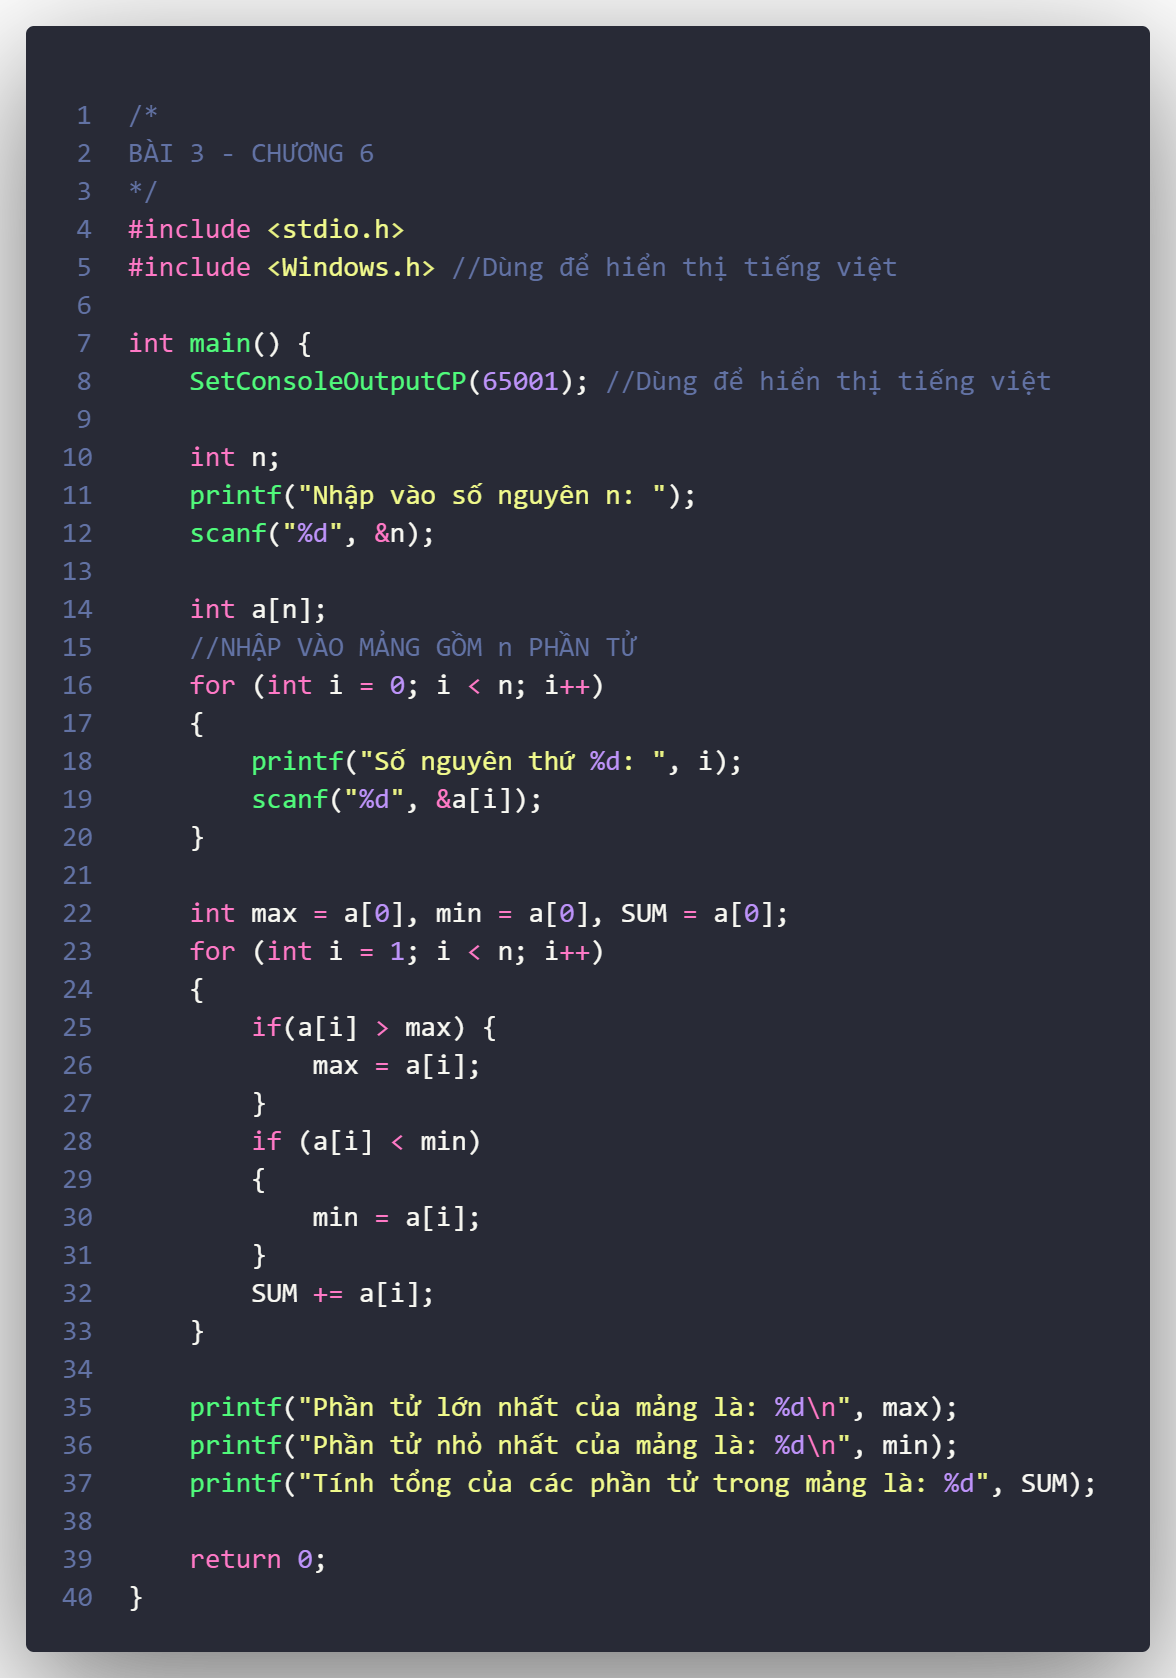 1 /*
2 BÀI 3 - CHƯƠNG 6
3 */
4 #include <stdio.h>
5 #include <Windows.h> //Dùng để hiển thị tiếng việt
6
7 int main() {
8     SetConsoleOutputCP(65001); //Dùng để hiển thị tiếng việt
9
10     int n;
11     printf("Nhập vào số nguyên n: ");
12     scanf("%d", &n);
13
14     int a[n];
15     //NHẬP VÀO MẢNG GỒM n PHẦN TỬ
16     for (int i = 0; i < n; i++)
17     {
18         printf("Số nguyên thứ %d: ", i);
19         scanf("%d", &a[i]);
20     }
21
22     int max = a[0], min = a[0], SUM = a[0];
23     for (int i = 1; i < n; i++)
24     {
25         if(a[i] > max) {
26             max = a[i];
27         }
28         if (a[i] < min)
29         {
30             min = a[i];
31         }
32         SUM += a[i];
33     }
34
35     printf("Phần tử lớn nhất của mảng là: %d\n", max);
36     printf("Phần tử nhỏ nhất của mảng là: %d\n", min);
37     printf("Tính tổng của các phần tử trong mảng là: %d", SUM);
38
39     return 0;
40 }